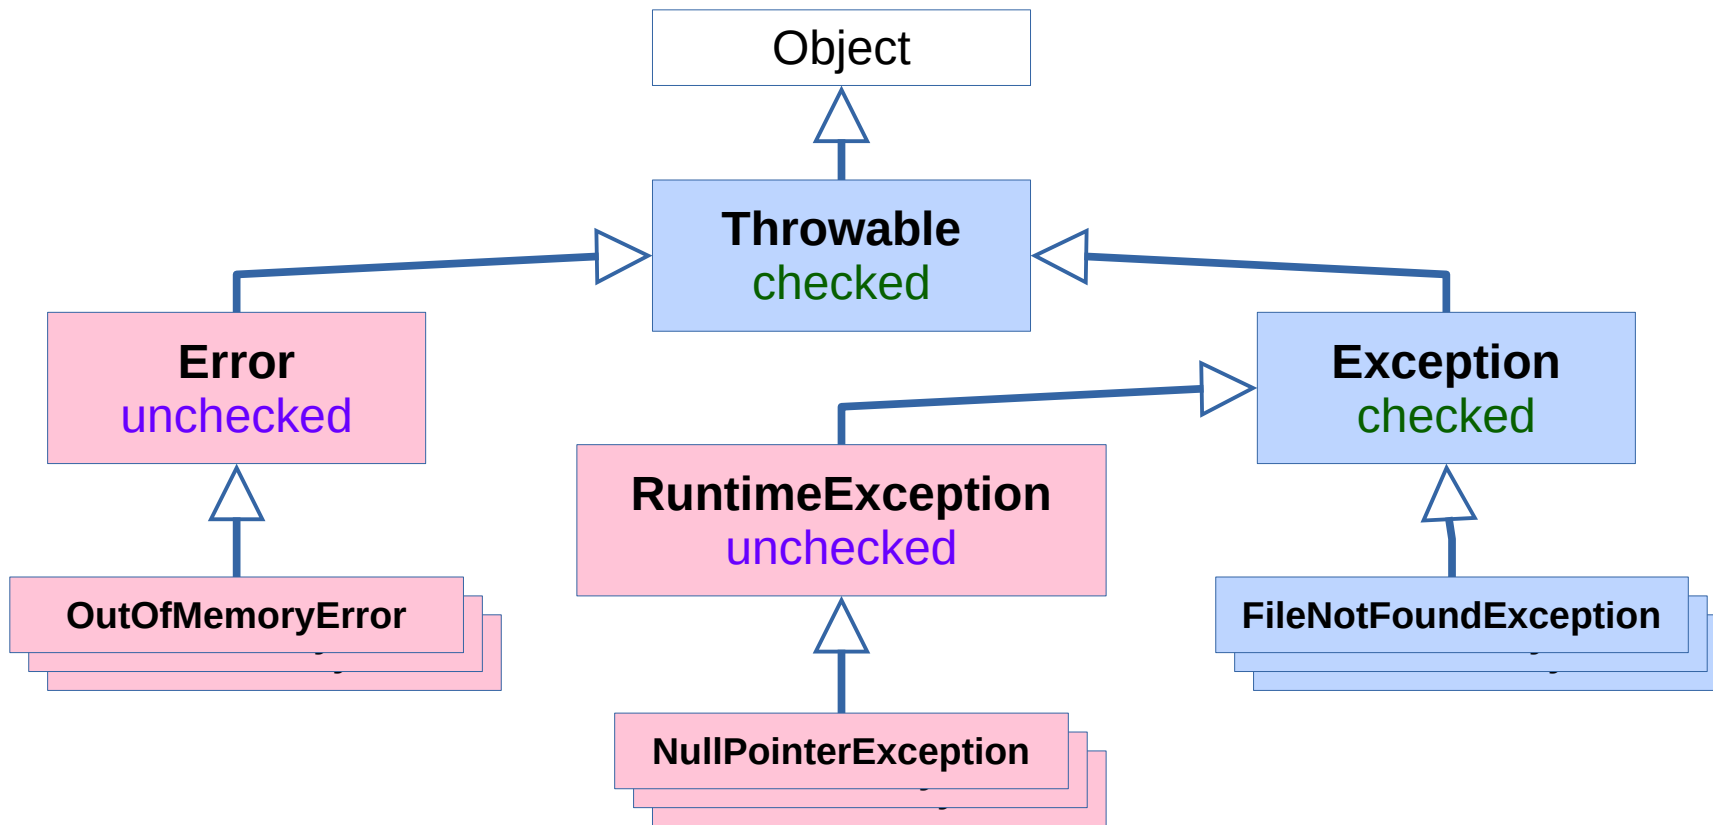 Object
Throwable
checked
Error
unchecked
Exception
checked
RuntimeException
unchecked
OutOfMemoryError
FileNotFoundException
NullPointerException